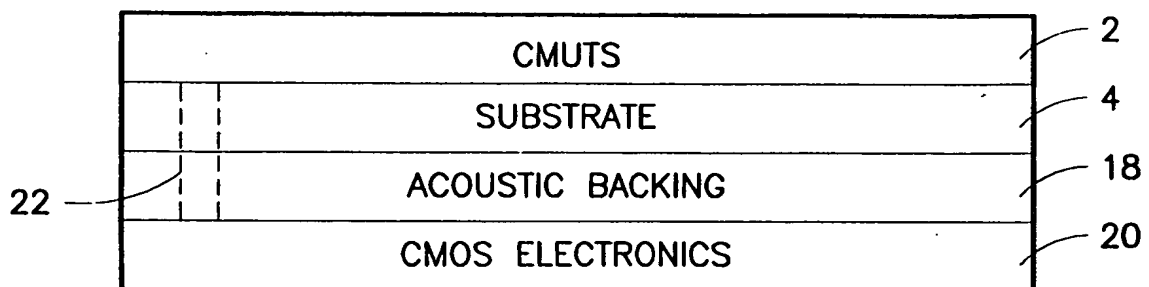 CMUTS 2
SUBSTRATE 4
22 ACOUSTIC BACKING 18
CMOS ELECTRONICS 20